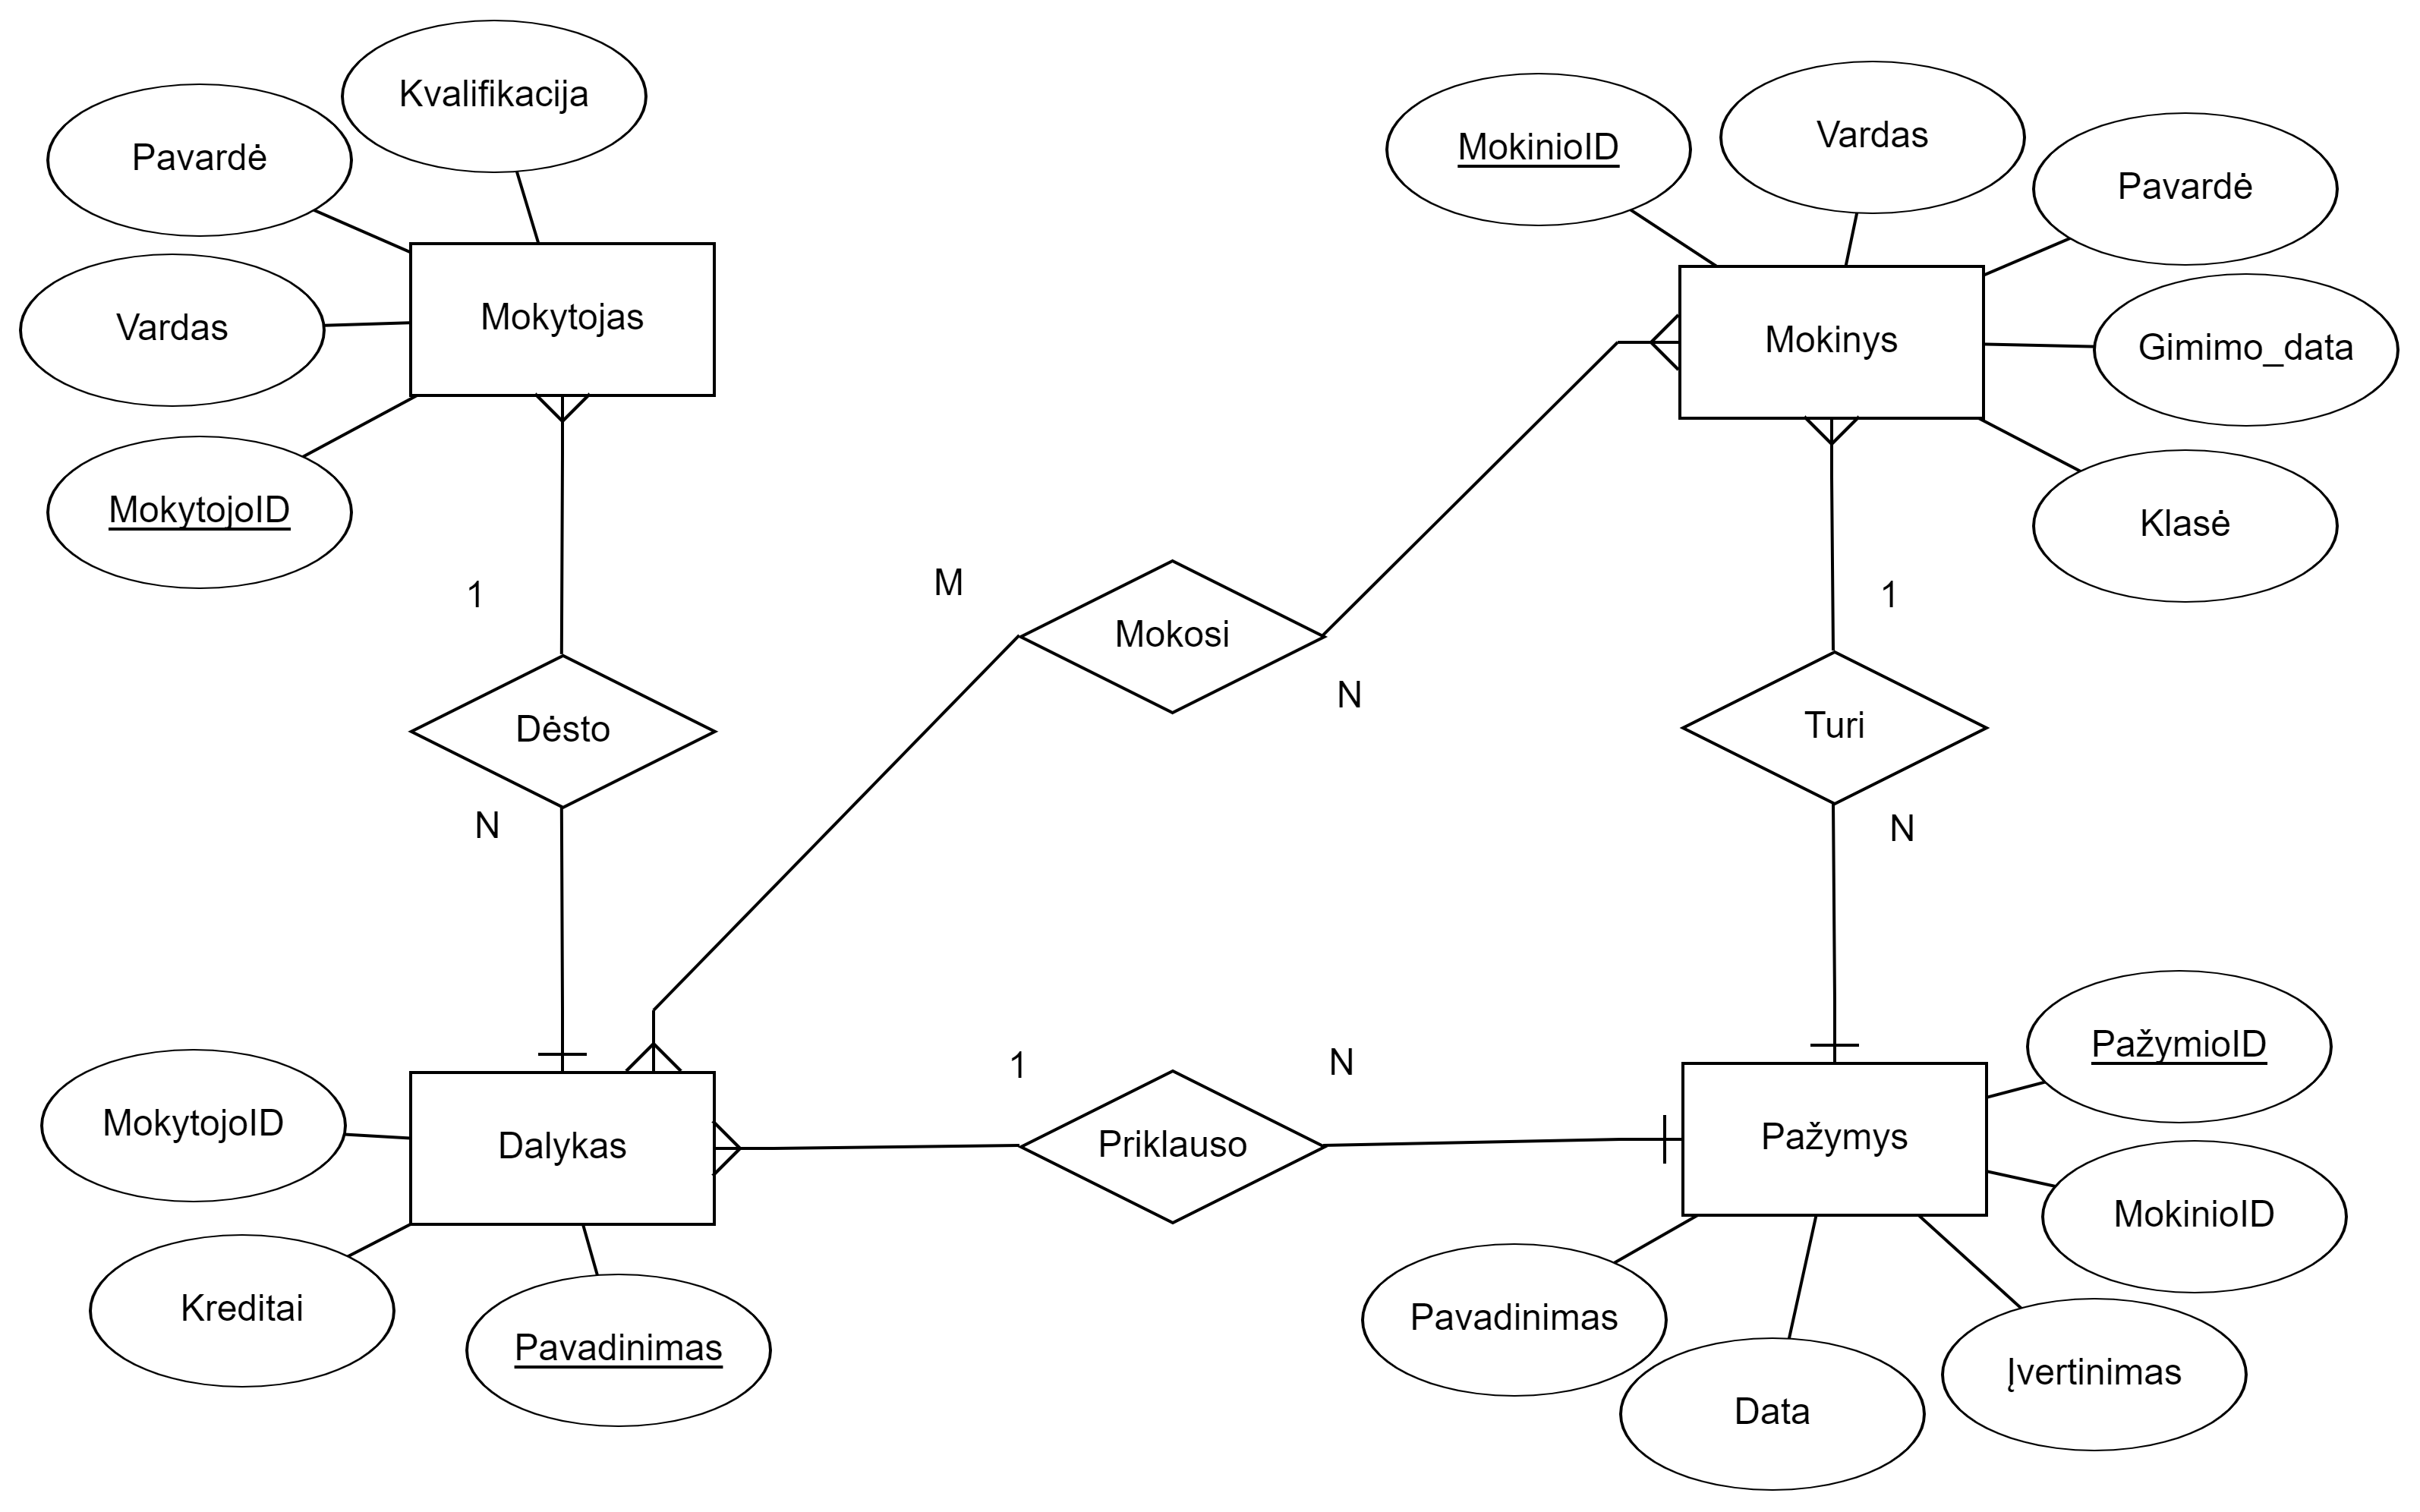 Kvalifikacija
Pavardė
Vardas
MokytojoID
Mokytojas
MokinioID
Vardas
Pavardė
Gimimo_data
Klasė
Mokinys
1
Dėsto
N
M
Mokosi
N
1
Turi
N
MokytojoID
Kreditai
Pavadinimas
Dalykas
1
Priklauso
N
Pažymys
PažymioID
MokinioID
Įvertinimas
Data
Pavadinimas